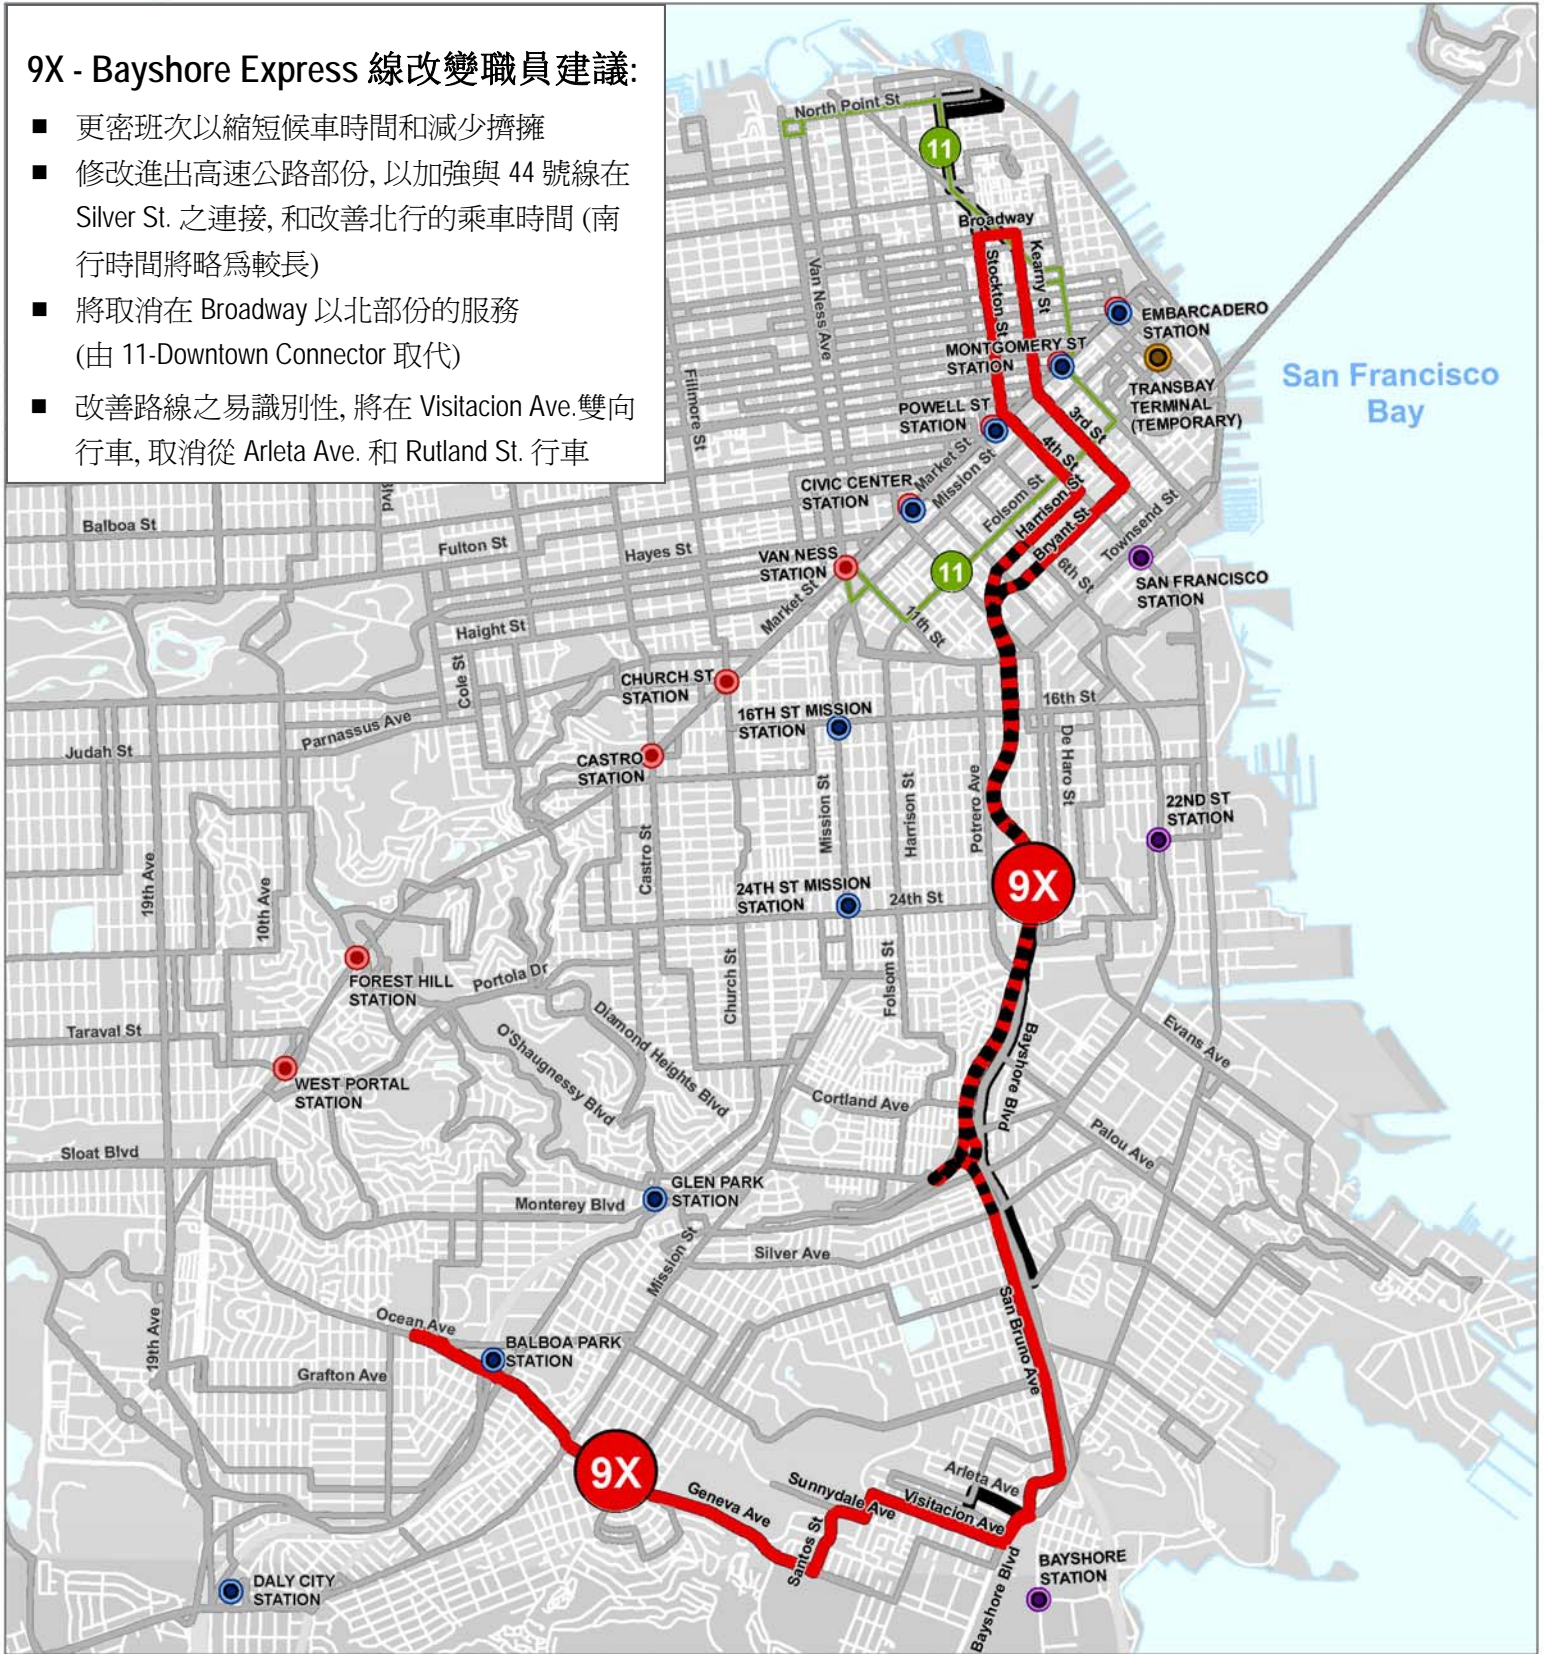 9X - Bayshore Express 線改變職員建議:
■ 更密班次以縮短候車時間和減少擠擁
■ 修改進出高速公路部份, 以加強與 44 號線在
Silver St. 之連接, 和改善北行的乘車時間 (南
行時間將略爲較長)
■ 將取消在 Broadway 以北部份的服務
(由 11-Downtown Connector 取代)
■ 改善路線之易識別性, 將在 Visitacion Ave.雙向
行車, 取消從 Arleta Ave. 和 Rutland St. 行車
North Point St
11
Broadway
Kearny St
Stockton St
Van Ness Ave
EMBARCADERO
STATION
MONTGOMERY ST
STATION
San Francisco
Bay
TRANSBAY
TERMINAL
(TEMPORARY)
Fillmore St
POWELL ST
STATION
3rd St
4th St
Market St
Mission St
CIVIC CENTER
STATION
Folsom St
Harrison St
Bryant St
Townsend St
Blvd
Balboa St
Fulton St
Hayes St
VAN NESS
STATION
11
6th St
SAN FRANCISCO
STATION
Market St
11th St
Haight St
Cole St
CHURCH ST
STATION
16TH ST MISSION
STATION
16th St
Parnassus Ave
Judah St
CASTRO
STATION
De Haro St
Mission St
Harrison St
Potrero Ave
22ND ST
STATION
Castro St
19th Ave
10th Ave
9X
24TH ST MISSION
STATION
24th St
FOREST HILL
STATION
Portola Dr
Church St
Folsom St
Taraval St
O'Shaugnessy Blvd
Diamond Heights Blvd
Bayshore Blvd
Evans Ave
WEST PORTAL
STATION
Cortland Ave
Sloat Blvd
Palou Ave
GLEN PARK
STATION
Monterey Blvd
Silver Ave
Mission St
San Bruno Ave
19th Ave
Ocean Ave
BALBOA PARK
STATION
Grafton Ave
9X
Arleta Ave
Sunnydale Ave
Visitacion Ave
Geneva Ave
Santos St
Bayshore Blvd
BAYSHORE
STATION
DALY CITY
STATION